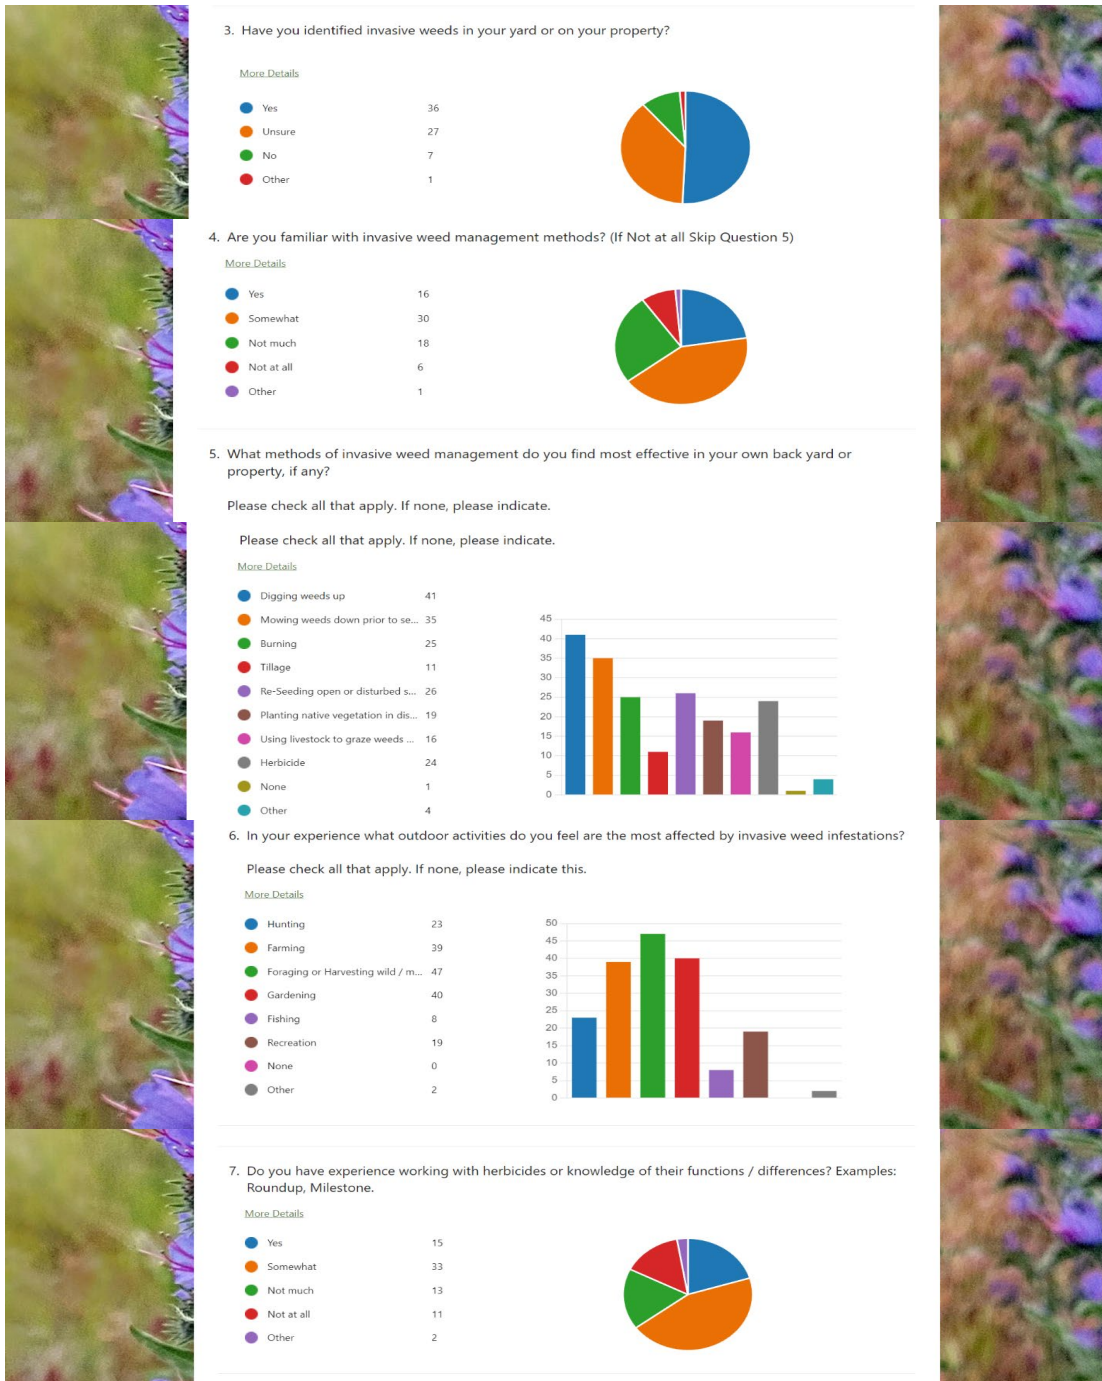 3. Have you identified invasive weeds in your yard or on your property?
More Details
Yes 36
Unsure 27
No 7
Other 1
4. Are you familiar with invasive weed management methods? (If Not at all Skip Question 5)
More Details
Yes 16
Somewhat 30
Not much 18
Not at all 6
Other 1
5. What methods of invasive weed management do you find most effective in your own back yard or
property, if any?
Please check all that apply. If none, please indicate.
Please check all that apply. If none, please indicate.
More Details
Digging weeds up 41
Mowing weeds down prior to se... 35
Burning 25
Tillage 11
Re-Seeding open or disturbed s... 26
Planting native vegetation in dis... 19
Using livestock to graze weeds ... 16
Herbicide 24
None 1
Other 4
45
40
35
30
25
20
15
10
5
0
6. In your experience what outdoor activities do you feel are the most affected by invasive weed infestations?
Please check all that apply. If none, please indicate this.
More Details
Hunting 23
Farming 39
Foraging or Harvesting wild / m... 47
Gardening 40
Fishing 8
Recreation 19
None 0
Other 2
50
45
40
35
30
25
20
15
10
5
0
7. Do you have experience working with herbicides or knowledge of their functions / differences? Examples:
Roundup, Milestone.
More Details
Yes 15
Somewhat 33
Not much 13
Not at all 11
Other 2